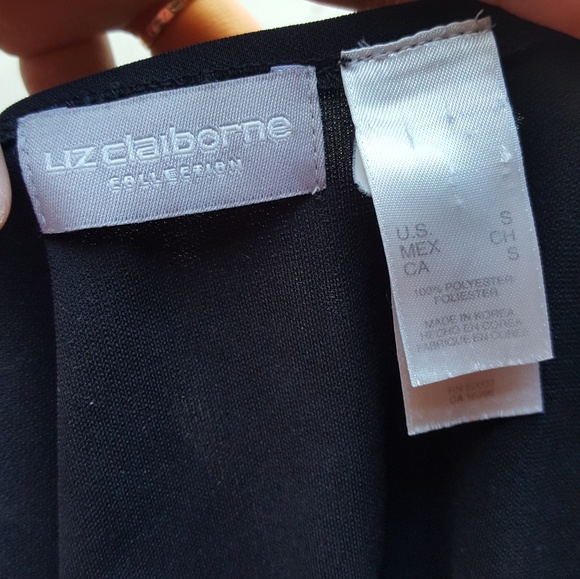 LIZ claiborne
COLLECTION
U.S. S
MEX CH
CA S
100% POLYESTER
POLIESTER
MADE IN KOREA
HECHO EN COREA
FABRIQUE EN COREE